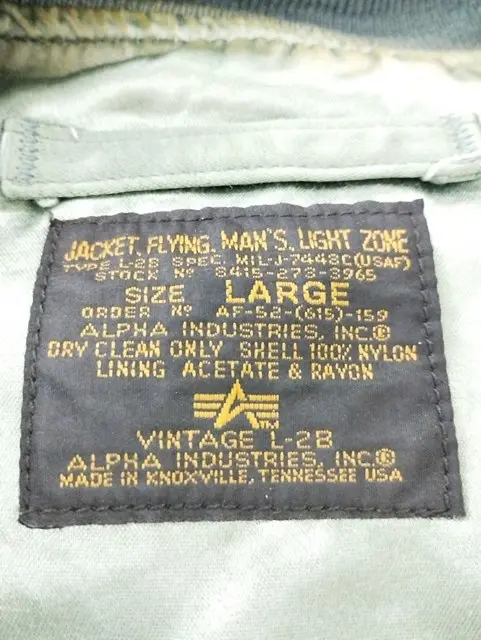 JACKET, FLYING, MAN'S, LIGHT ZONE
TYPE L-2B SPEC. MIL-J-7448C(USAF)
STOCK Nº 8415-273-3965
SIZE LARGE
ORDER Nº AF-52-(615)-159
ALPHA INDUSTRIES, INC.®
DRY CLEAN ONLY SHELL 100% NYLON
LINING ACETATE & RAYON
TM
VINTAGE L-2B
ALPHA INDUSTRIES, INC.®
MADE IN KNOXVILLE, TENNESSEE USA